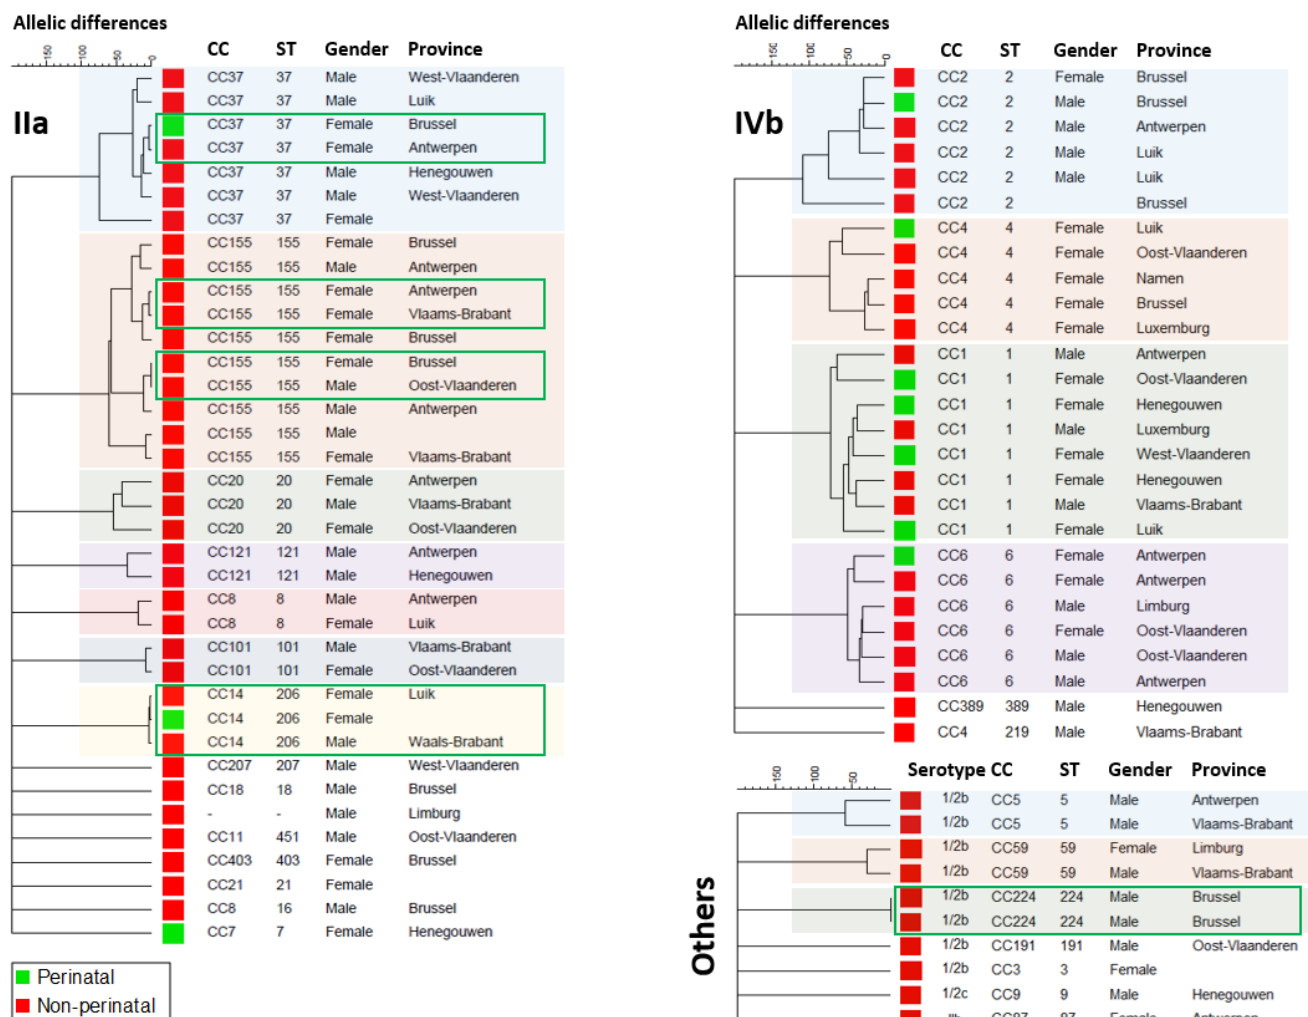 Allelic differences
150 100 50 0
CC ST Gender Province
IIa
CC37 37 Male West-Vlaanderen
CC37 37 Male Luik
CC37 37 Female Brussel
CC37 37 Female Antwerpen
CC37 37 Male Henegouwen
CC37 37 Male West-Vlaanderen
CC37 37 Female
CC155 155 Female Brussel
CC155 155 Male Antwerpen
CC155 155 Female Antwerpen
CC155 155 Female Vlaams-Brabant
CC155 155 Female Brussel
CC155 155 Female Brussel
CC155 155 Male Oost-Vlaanderen
CC155 155 Male Antwerpen
CC155 155 Male
CC155 155 Female Vlaams-Brabant
CC20 20 Female Antwerpen
CC20 20 Male Vlaams-Brabant
CC20 20 Female Oost-Vlaanderen
CC121 121 Male Antwerpen
CC121 121 Male Henegouwen
CC8 8 Male Antwerpen
CC8 8 Female Luik
CC101 101 Male Vlaams-Brabant
CC101 101 Female Oost-Vlaanderen
CC14 206 Female Luik
CC14 206 Female
CC14 206 Male Waals-Brabant
CC207 207 Male West-Vlaanderen
CC18 18 Male Brussel
- - Male Limburg
CC11 451 Male Oost-Vlaanderen
CC403 403 Female Brussel
CC21 21 Female
CC8 16 Male Brussel
CC7 7 Female Henegouwen
Perinatal
Non-perinatal
Allelic differences
150 100 50 0
CC ST Gender Province
IVb
CC2 2 Female Brussel
CC2 2 Male Brussel
CC2 2 Male Antwerpen
CC2 2 Male Luik
CC2 2 Male Luik
CC2 2 Brussel
CC4 4 Female Luik
CC4 4 Female Oost-Vlaanderen
CC4 4 Female Namen
CC4 4 Female Brussel
CC4 4 Female Luxemburg
CC1 1 Male Antwerpen
CC1 1 Female Oost-Vlaanderen
CC1 1 Female Henegouwen
CC1 1 Male Luxemburg
CC1 1 Female West-Vlaanderen
CC1 1 Female Henegouwen
CC1 1 Male Vlaams-Brabant
CC1 1 Female Luik
CC6 6 Female Antwerpen
CC6 6 Female Antwerpen
CC6 6 Male Limburg
CC6 6 Female Oost-Vlaanderen
CC6 6 Male Oost-Vlaanderen
CC6 6 Male Antwerpen
CC389 389 Male Henegouwen
CC4 219 Male Vlaams-Brabant
150 100 50
Serotype CC ST Gender Province
Others
1/2b CC5 5 Male Antwerpen
1/2b CC5 5 Male Vlaams-Brabant
1/2b CC59 59 Female Limburg
1/2b CC59 59 Male Vlaams-Brabant
1/2b CC224 224 Male Brussel
1/2b CC224 224 Male Brussel
1/2b CC191 191 Male Oost-Vlaanderen
1/2b CC3 3 Female
1/2c CC9 9 Male Henegouwen
CC87 87 Female Antwerpen